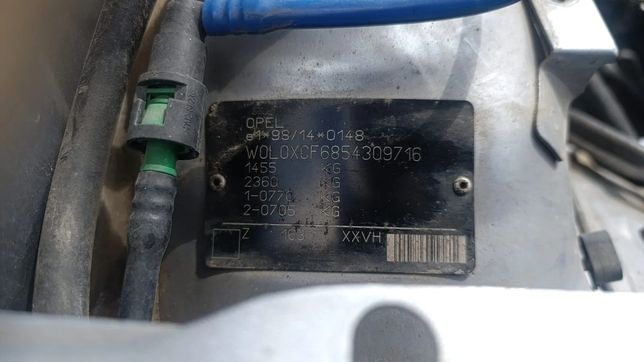 OPEL
e1*98/14*0148
W0L0XCF6854309716
1455 KG
2360 KG
1-0770 KG
2-0705 KG
Z 163 XXVH